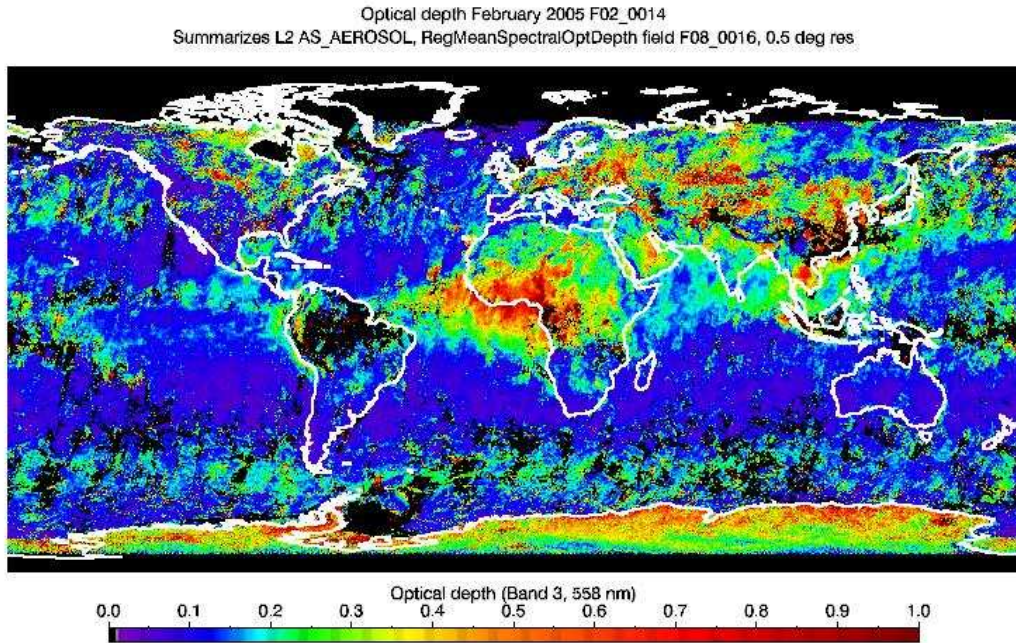 Optical depth February 2005 F02_0014
Summarizes L2 AS_AEROSOL, RegMeanSpectralOptDepth field F08_0016, 0.5 deg res
Optical depth (Band 3, 558 nm)
0.0 0.1 0.2 0.3 0.4 0.5 0.6 0.7 0.8 0.9 1.0